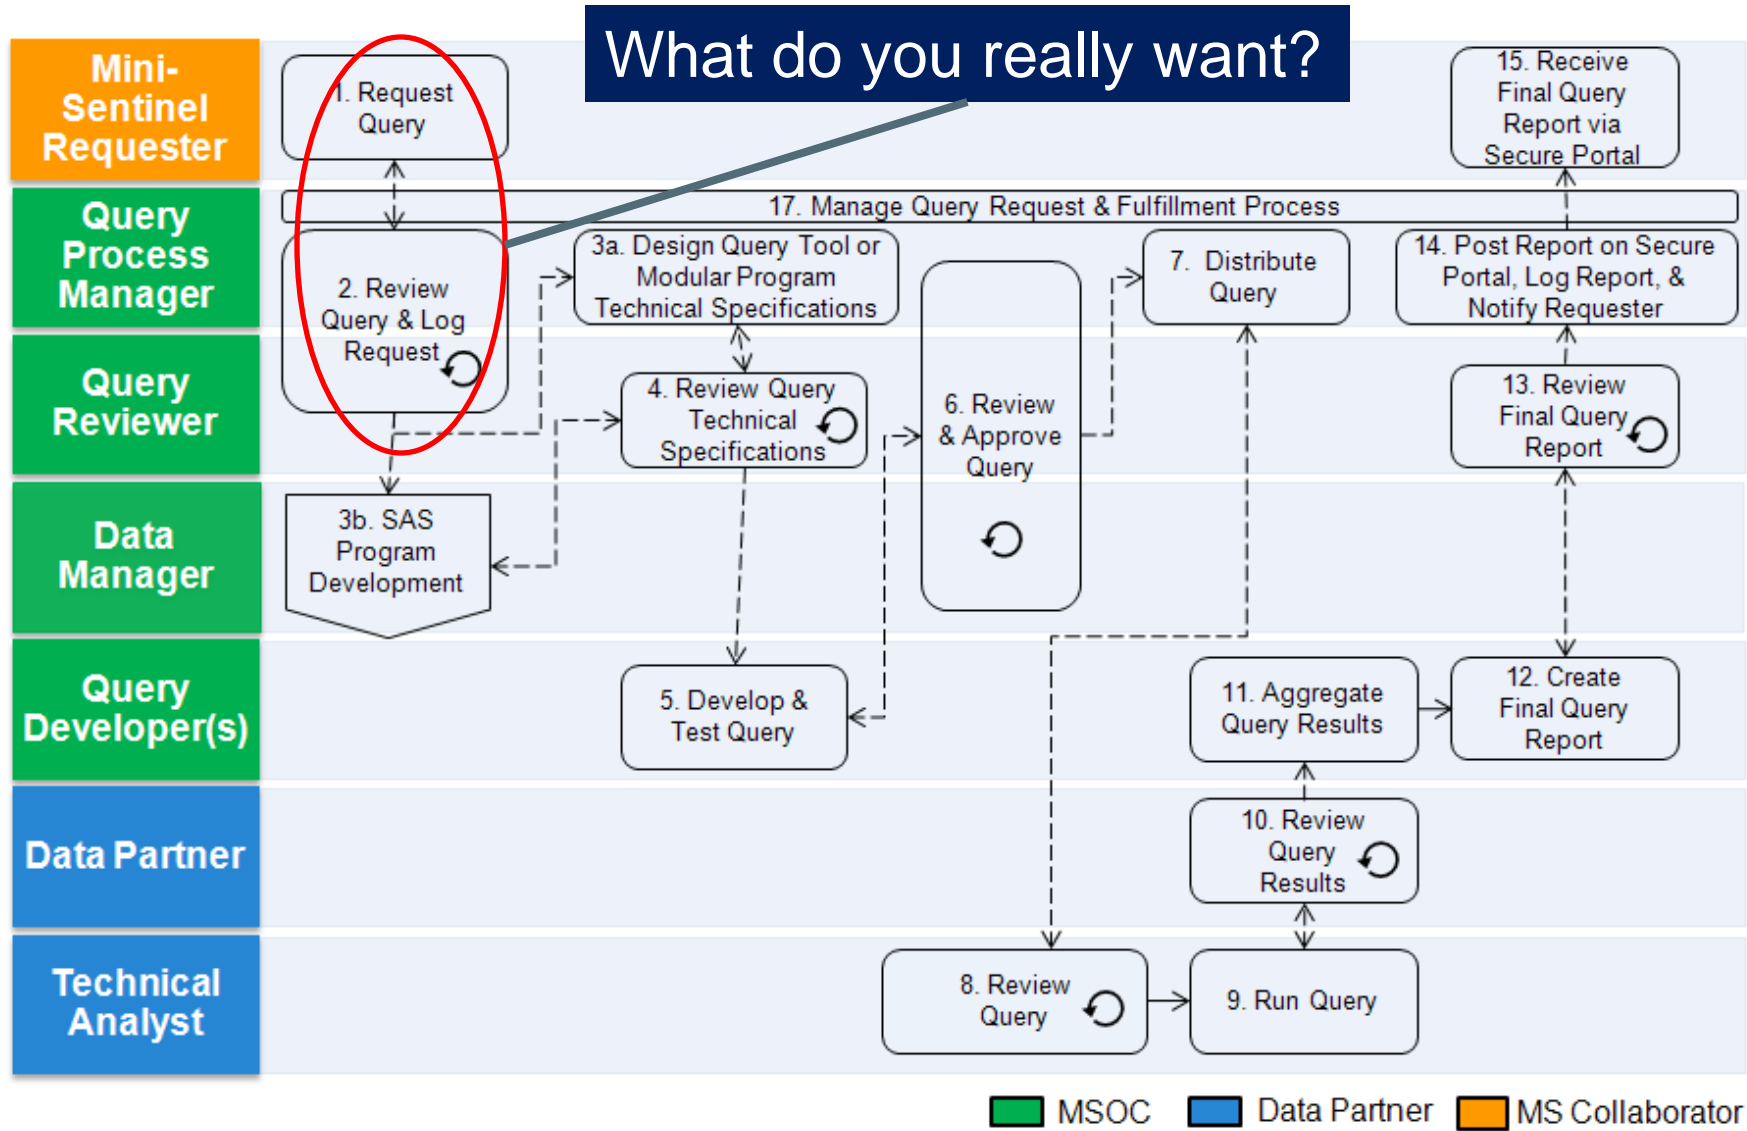 What do you really want?
Mini-
Sentinel
Requester
1. Request
Query
15. Receive
Final Query
Report via
Secure Portal
Query
Process
Manager
17. Manage Query Request & Fulfillment Process
2. Review
Query & Log
Request
3a. Design Query Tool or
Modular Program
Technical Specifications
7. Distribute
Query
14. Post Report on Secure
Portal, Log Report, &
Notify Requester
Query
Reviewer
4. Review Query
Technical
Specifications
6. Review
& Approve
Query
13. Review
Final Query
Report
Data
Manager
3b. SAS
Program
Development
Query
Developer(s)
5. Develop &
Test Query
11. Aggregate
Query Results
12. Create
Final Query
Report
Data Partner
10. Review
Query
Results
Technical
Analyst
8. Review
Query
9. Run Query
MSOC
Data Partner
MS Collaborator